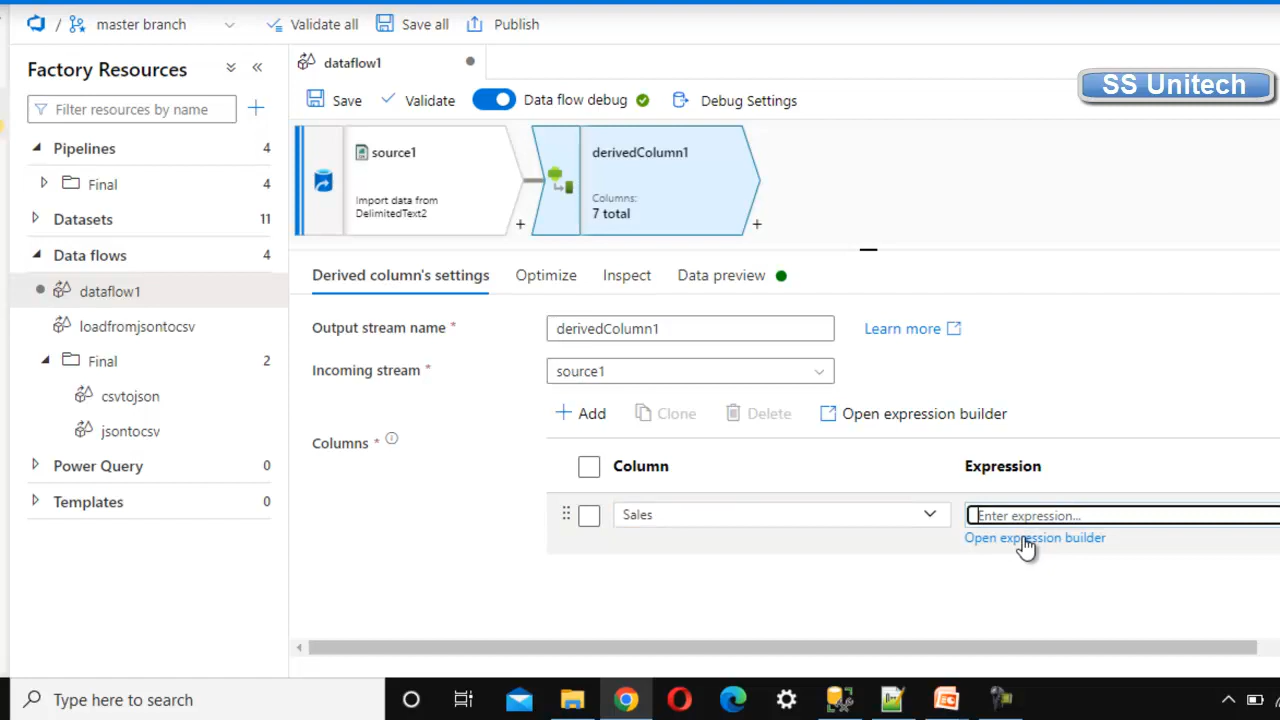 / master branch Validate all Save all Publish
Factory Resources
Filter resources by name
Pipelines 4
Final 4
Datasets 11
Data flows 4
dataflow1
loadfromjsontocsv
Final 2
csvtojson
jsontocsv
Power Query 0
Templates 0
dataflow1
SS Unitech
Save Validate Data flow debug Debug Settings
source1
Import data from
DelimitedText2
+
derivedColumn1
Columns:
7 total
+
Derived column's settings Optimize Inspect Data preview
Output stream name * derivedColumn1 Learn more
Incoming stream * source1
+ Add Clone Delete Open expression builder
Columns *
Column Expression
Sales Enter expression...
Open expression builder
Type here to search